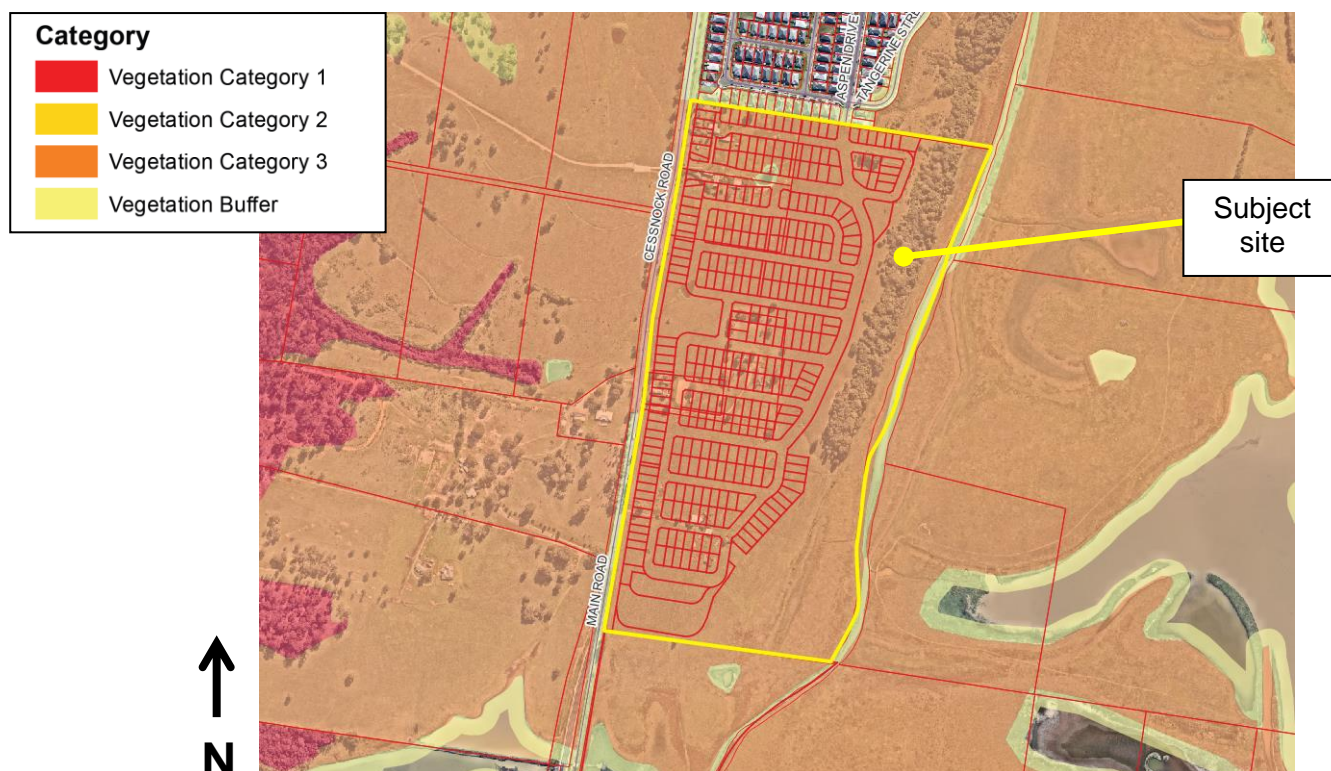 Category
Vegetation Category 1
Vegetation Category 2
Vegetation Category 3
Vegetation Buffer
ASPEN DRIVE
TANGERINE STRE
CESSNOCK ROAD
Subject
site
MAIN ROAD
N